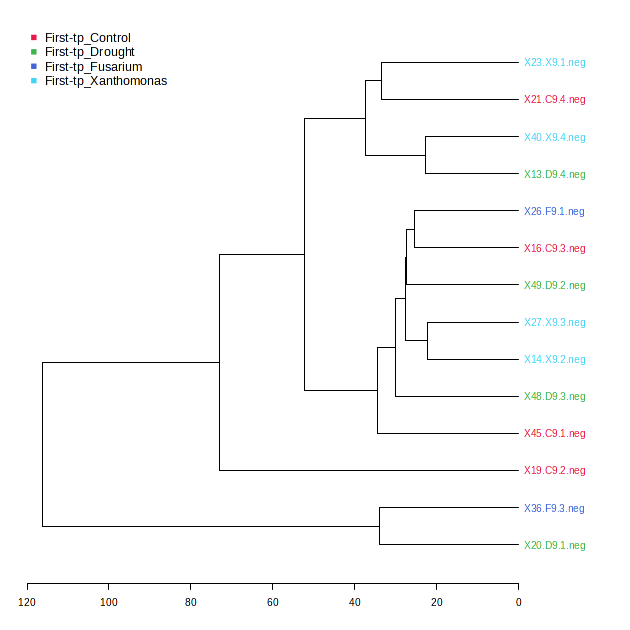 First-tp_Control
First-tp_Drought
First-tp_Fusarium
First-tp_Xanthomonas
X23.X9.1.neg
X21.C9.4.neg
X40.X9.4.neg
X13.D9.4.neg
X26.F9.1.neg
X16.C9.3.neg
X49.D9.2.neg
X27.X9.3.neg
X14.X9.2.neg
X48.D9.3.neg
X45.C9.1.neg
X19.C9.2.neg
X36.F9.3.neg
X20.D9.1.neg
120 100 80 60 40 20 0